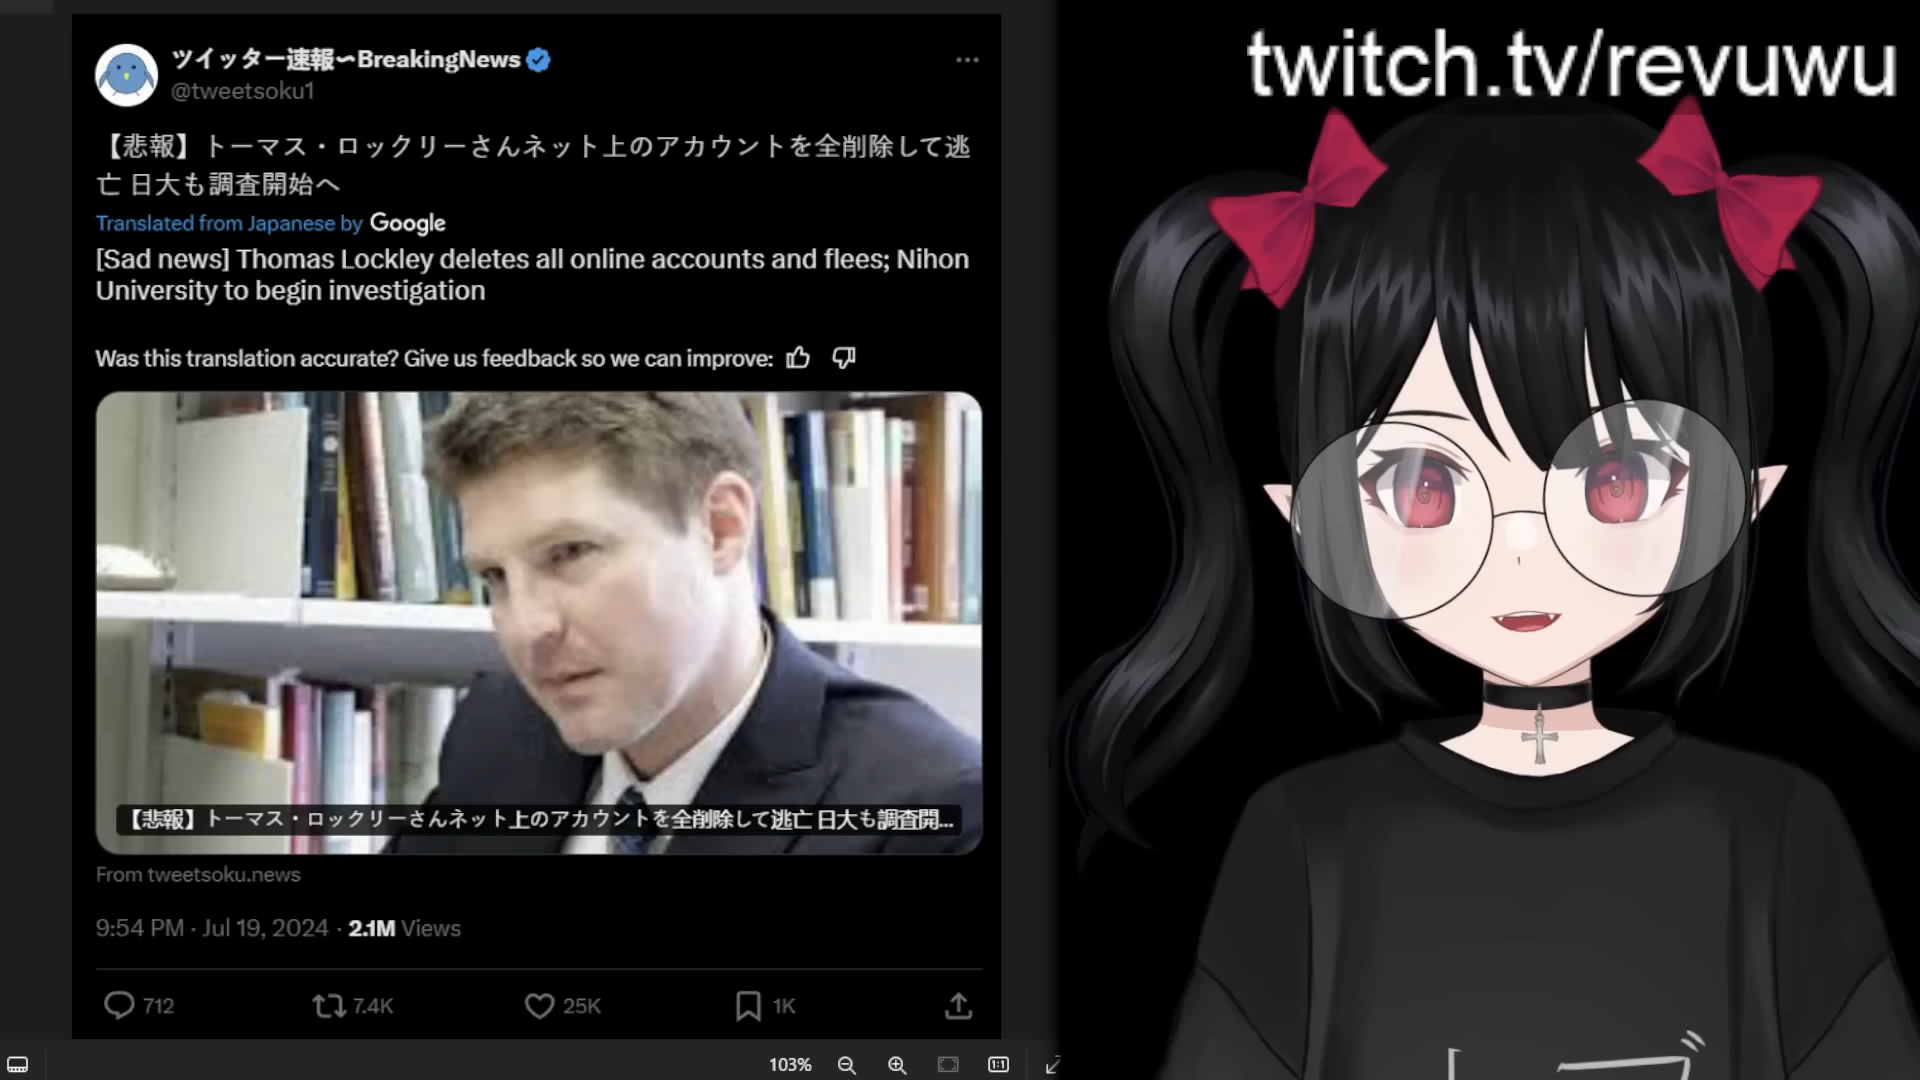 twitch.tv/revuwu
ツイッター速報〜BreakingNews
@tweetsoku1
【悲報】トーマス・ロックリーさんネット上のアカウントを全削除して逃
亡 日大も調査開始へ
Translated from Japanese by Google
[Sad news] Thomas Lockley deletes all online accounts and flees; Nihon
University to begin investigation
Was this translation accurate? Give us feedback so we can improve:
【悲報】トーマス・ロックリーさんネット上のアカウントを全削除して逃亡 日大も調査開...
From tweetsoku.news
9:54 PM · Jul 19, 2024 · 2.1M Views
712 7.4K 25K 1K
103% 1:1